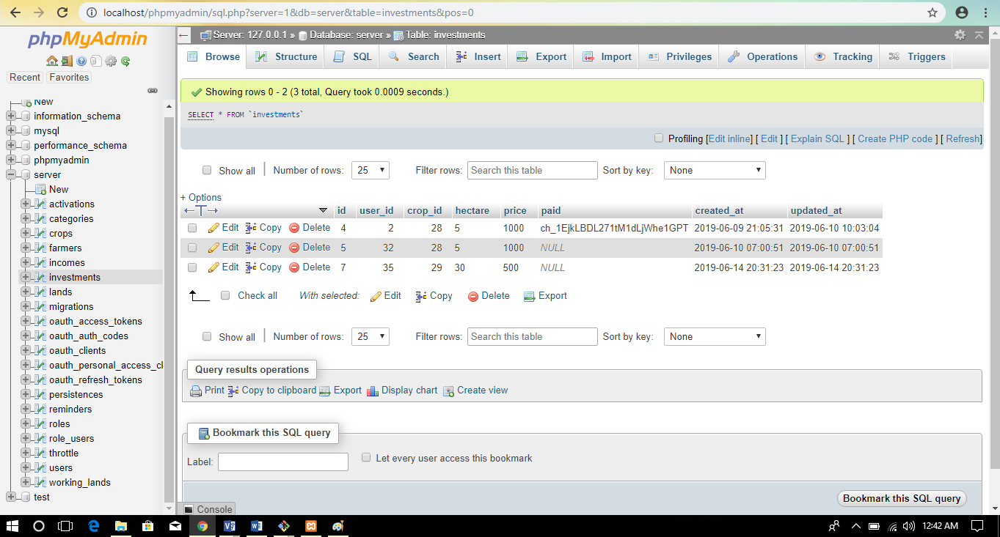 localhost/phpmyadmin/sql.php?server=1&db=server&table=investments&pos=0
phpMyAdmin
Recent Favorites
New
information_schema
mysql
performance_schema
phpmyadmin
server
New
activations
categories
crops
farmers
incomes
investments
lands
migrations
oauth_access_tokens
oauth_auth_codes
oauth_clients
oauth_personal_access_cl
oauth_refresh_tokens
persistences
reminders
roles
role_users
throttle
users
working_lands
test
Server: 127.0.0.1 » Database: server » Table: investments
Browse Structure SQL Search Insert Export Import Privileges Operations Tracking Triggers
Showing rows 0 - 2 (3 total, Query took 0.0009 seconds.)
SELECT * FROM `investments`
Profiling [Edit inline] [ Edit ] [ Explain SQL ] [ Create PHP code ] [ Refresh]
Show all Number of rows: 25 Filter rows: Search this table Sort by key: None
+ Options
id user_id crop_id hectare price paid created_at updated_at
Edit Copy Delete 4 2 28 5 1000 ch_1EjkLBDL271tM1dLjWhe1GPT 2019-06-09 21:05:31 2019-06-10 10:03:04
Edit Copy Delete 5 32 28 5 1000 NULL 2019-06-10 07:00:51 2019-06-10 07:00:51
Edit Copy Delete 7 35 29 30 500 NULL 2019-06-14 20:31:23 2019-06-14 20:31:23
Check all With selected: Edit Copy Delete Export
Show all Number of rows: 25 Filter rows: Search this table Sort by key: None
Query results operations
Print Copy to clipboard Export Display chart Create view
Bookmark this SQL query
Label: Let every user access this bookmark
Bookmark this SQL query
Console
12:42 AM